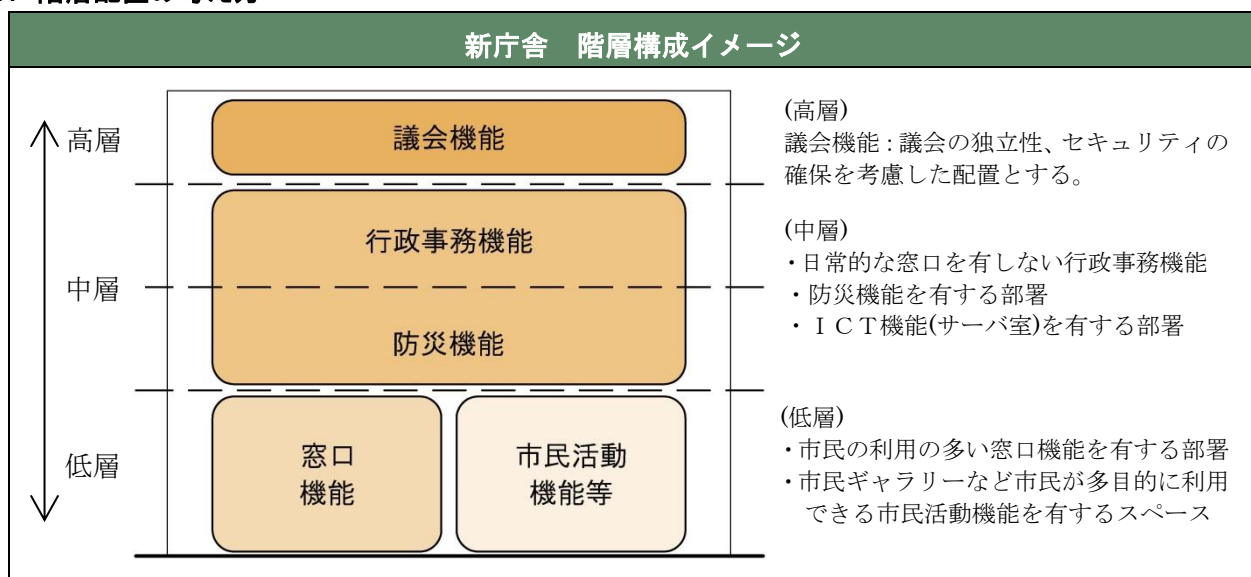 新庁舎　階層構成イメージ
高層
議会機能
(高層)
議会機能：議会の独立性、セキュリティの
確保を考慮した配置とする。
中層
行政事務機能
防災機能
(中層)
・日常的な窓口を有しない行政事務機能
・防災機能を有する部署
・ＩＣＴ機能(サーバ室)を有する部署
低層
窓口
機能
市民活動
機能等
(低層)
・市民の利用の多い窓口機能を有する部署
・市民ギャラリーなど市民が多目的に利用
できる市民活動機能を有するスペース